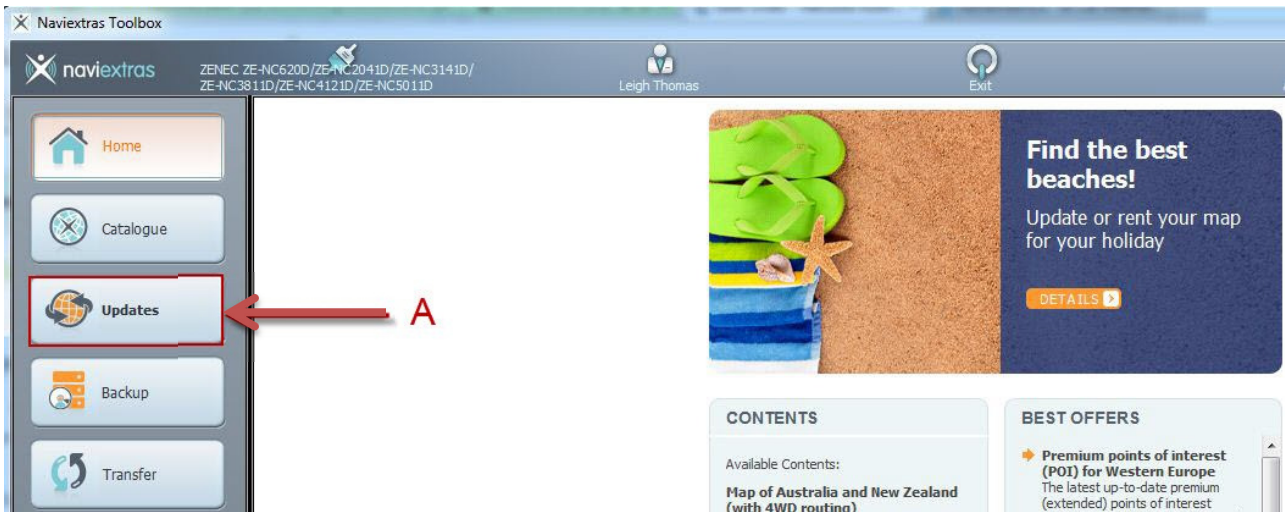 Naviextras Toolbox
naviextras
ZENEC ZE-NC620D/ZE-NC2041D/ZE-NC3141D/
ZE-NC3811D/ZE-NC4121D/ZE-NC5011D
Leigh Thomas
Exit
Home
Catalogue
Updates
Backup
Transfer
A
Find the best
beaches!
Update or rent your map
for your holiday
DETAILS
CONTENTS
Available Contents:
Map of Australia and New Zealand
(with 4WD routing)
BEST OFFERS
Premium points of interest
(POI) for Western Europe
The latest up-to-date premium
(extended) points of interest